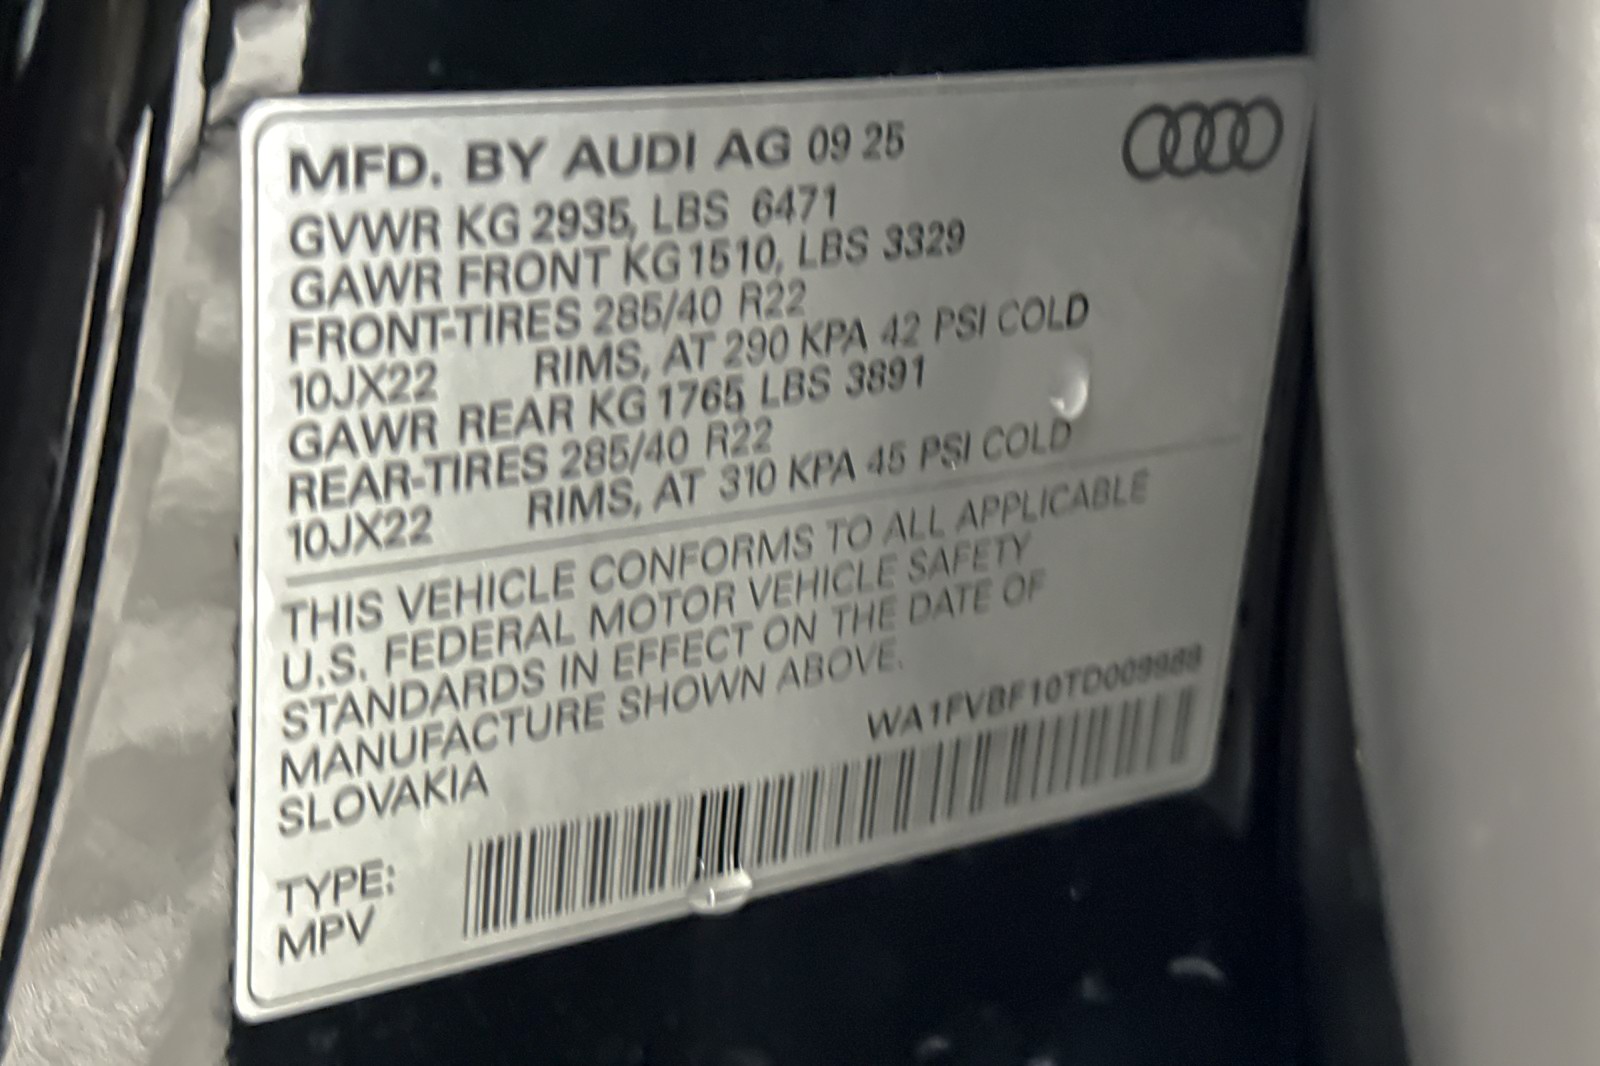 MFD. BY AUDI AG 09 25
GVWR KG 2935, LBS 6471
GAWR FRONT KG 1510, LBS 3329
FRONT-TIRES 285/40 R22
10JX22 RIMS, AT 290 KPA 42 PSI COLD
GAWR REAR KG 1765 LBS 3891
REAR-TIRES 285/40 R22
10JX22 RIMS, AT 310 KPA 45 PSI COLD
THIS VEHICLE CONFORMS TO ALL APPLICABLE
U.S. FEDERAL MOTOR VEHICLE SAFETY
STANDARDS IN EFFECT ON THE DATE OF
MANUFACTURE SHOWN ABOVE.
SLOVAKIA
TYPE:
MPV